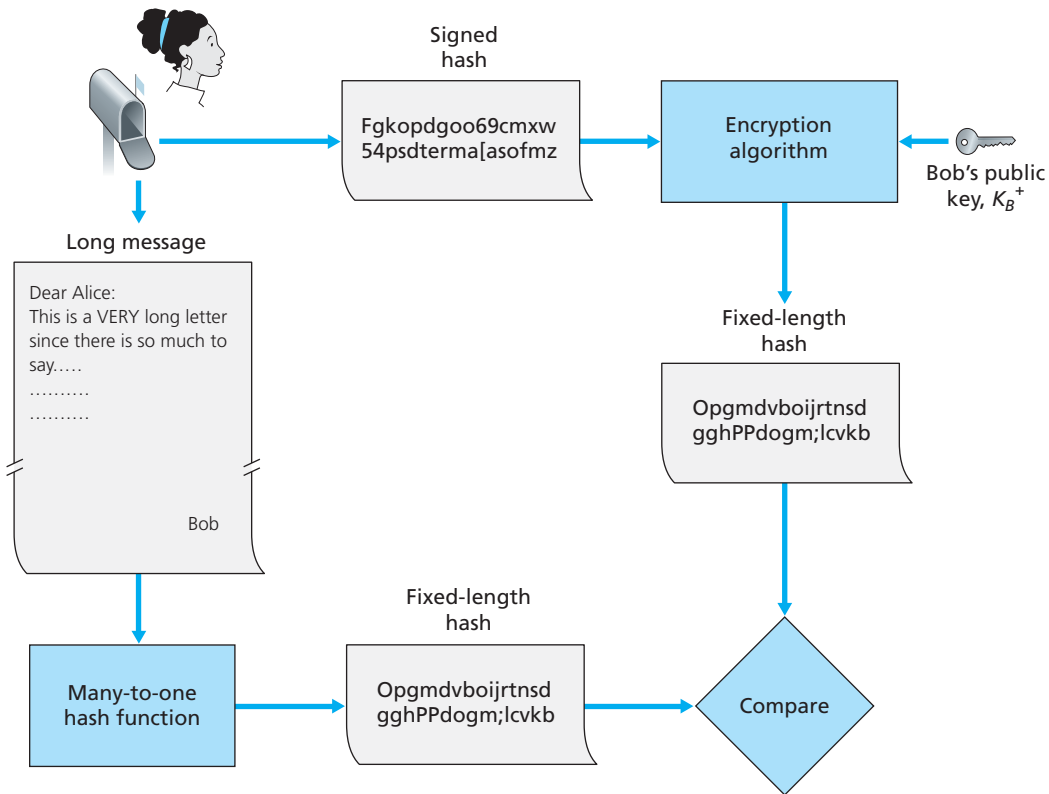 Signed
hash
Fgkopdgoo69cmxw
54psdterma[asofmz
Encryption
algorithm
Bob's public
key, K_B^+
Long message
Dear Alice:
This is a VERY long letter
since there is so much to
say.....
..........
..........
Bob
Fixed-length
hash
Opgmdvboijrtnsd
gghPPdogm;lcvkb
Many-to-one
hash function
Fixed-length
hash
Opgmdvboijrtnsd
gghPPdogm;lcvkb
Compare